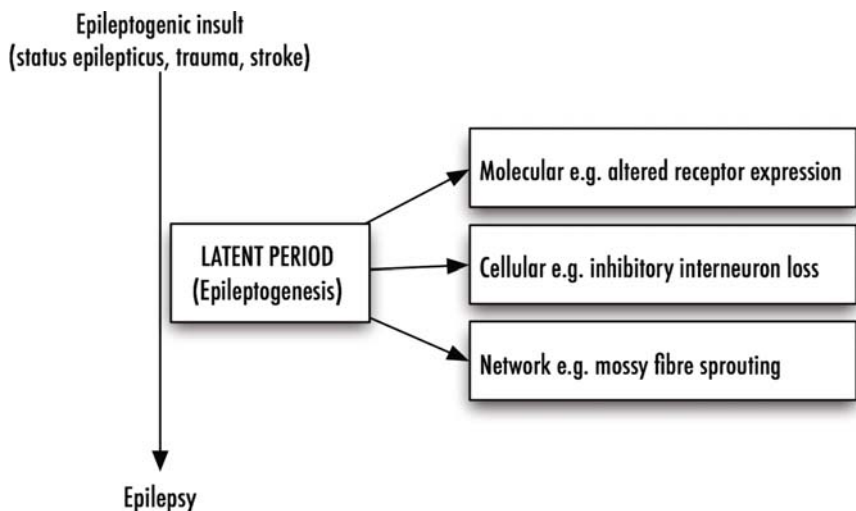 Epileptogenic insult
(status epilepticus, trauma, stroke)
Molecular e.g. altered receptor expression
LATENT PERIOD
(Epileptogenesis)
Cellular e.g. inhibitory interneuron loss
Network e.g. mossy fibre sprouting
Epilepsy